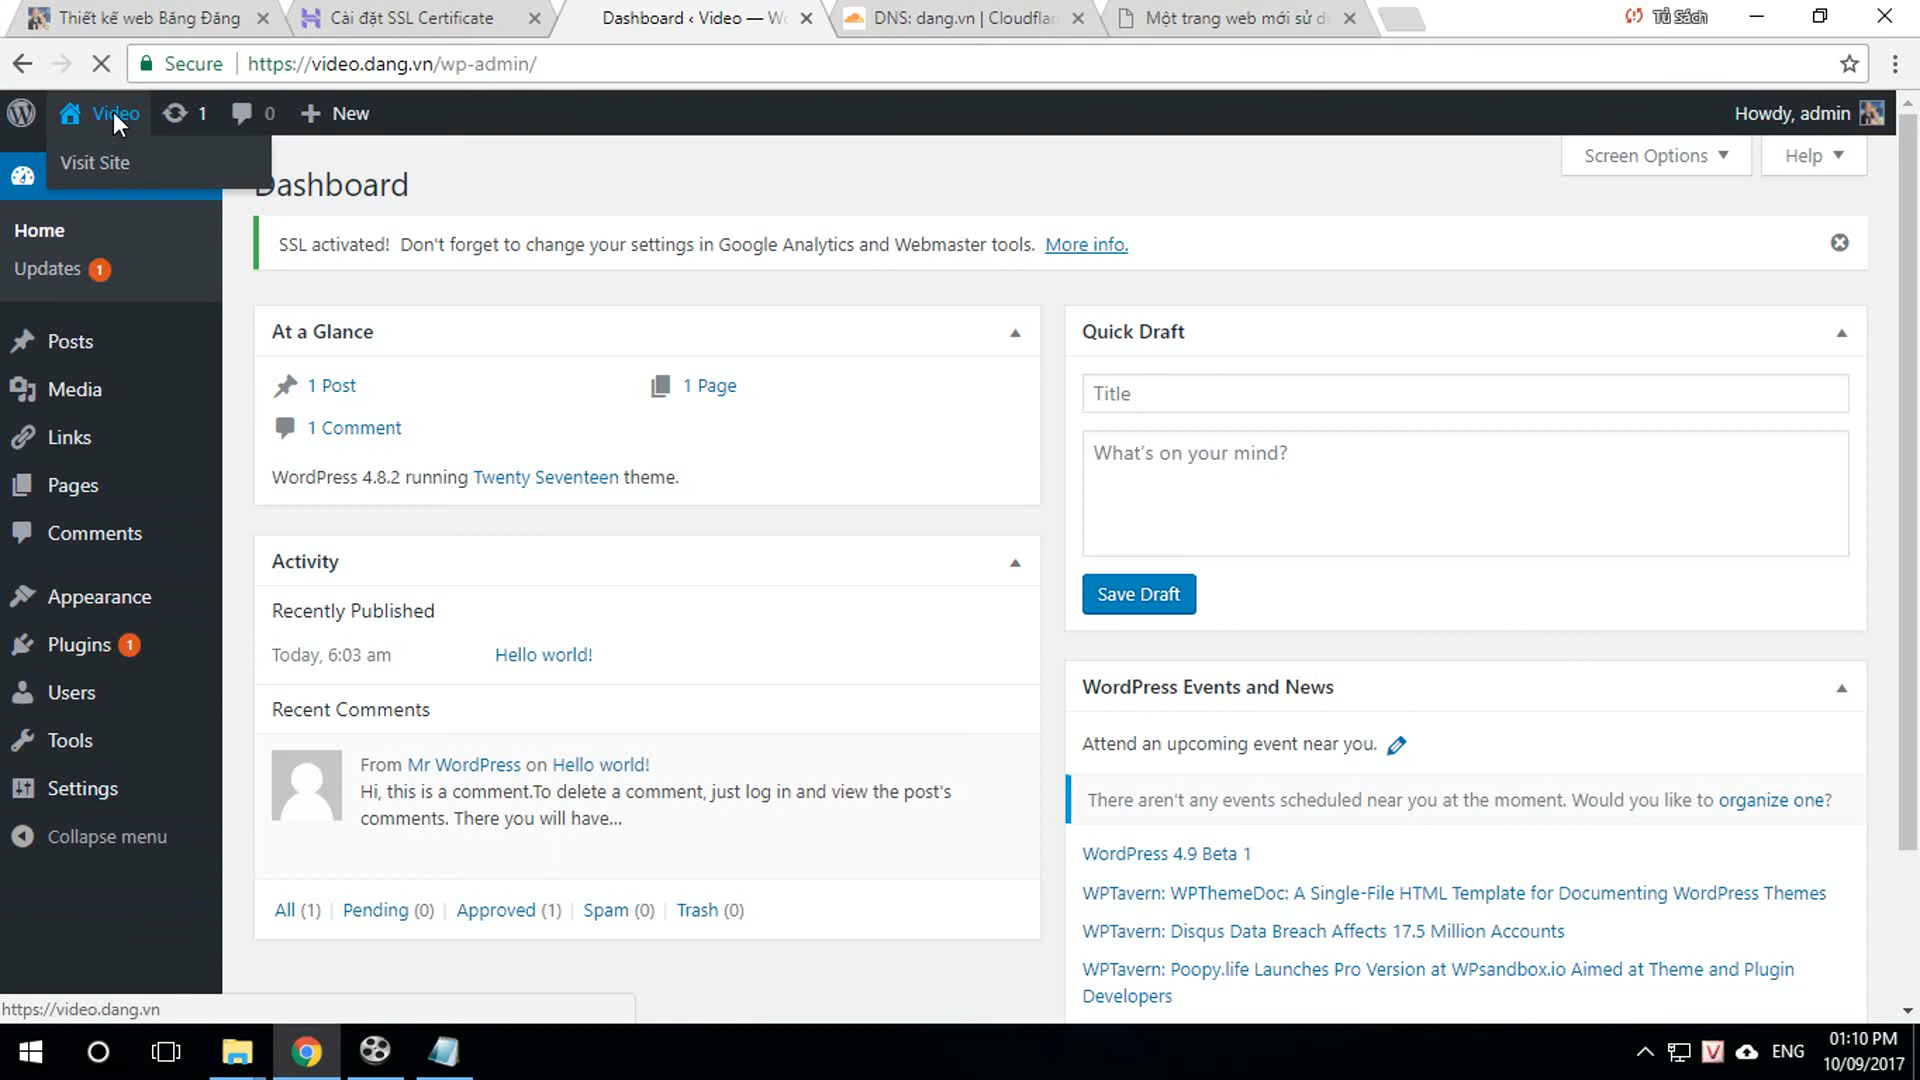 Thiết kế web Băng Đăng
Cài đặt SSL Certificate
Dashboard ‹ Video — W
DNS: dang.vn | Cloudflar
Một trang web mới sử d
Tủ Sách
Secure
https://video.dang.vn/wp-admin/
Video
1
0
New
Howdy, admin
Visit Site
Screen Options
Help
Dashboard
Home
Updates 1
SSL activated! Don't forget to change your settings in Google Analytics and Webmaster tools. More info.
Posts
Media
Links
Pages
Comments
Appearance
Plugins 1
Users
Tools
Settings
Collapse menu
At a Glance
1 Post
1 Page
1 Comment
WordPress 4.8.2 running Twenty Seventeen theme.
Activity
Recently Published
Today, 6:03 am
Hello world!
Recent Comments
From Mr WordPress on Hello world!
Hi, this is a comment.To delete a comment, just log in and view the post's
comments. There you will have...
All (1)
Pending (0)
Approved (1)
Spam (0)
Trash (0)
Quick Draft
Title
What's on your mind?
Save Draft
WordPress Events and News
Attend an upcoming event near you.
There aren't any events scheduled near you at the moment. Would you like to organize one?
WordPress 4.9 Beta 1
WPTavern: WPThemeDoc: A Single-File HTML Template for Documenting WordPress Themes
WPTavern: Disqus Data Breach Affects 17.5 Million Accounts
WPTavern: Poopy.life Launches Pro Version at WPsandbox.io Aimed at Theme and Plugin
Developers
https://video.dang.vn
ENG
01:10 PM
10/09/2017